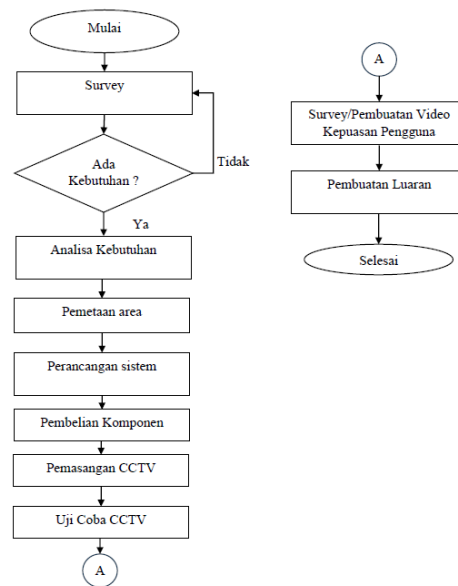 Mulai
Survey
Ada
Kebutuhan ?
Tidak
Ya
Analisa Kebutuhan
Pemetaan area
Perancangan sistem
Pembelian Komponen
Pemasangan CCTV
Uji Coba CCTV
A
A
Survey/Pembuatan Video
Kepuasan Pengguna
Pembuatan Luaran
Selesai